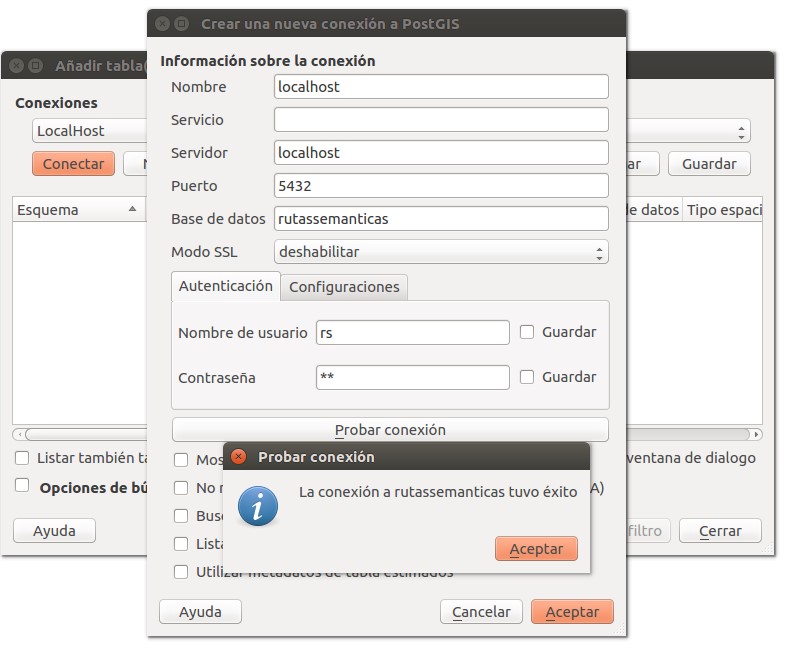 Crear una nueva conexión a PostGIS
Añadir tabla(
Información sobre la conexión
Conexiones
Nombre localhost
LocalHost
Servicio
Conectar
Servidor localhost
ar Guardar
Puerto 5432
Esquema
Base de datos rutassemanticas
de datos Tipo espaci
Modo SSL deshabilitar
Autenticación Configuraciones
Nombre de usuario rs Guardar
Contraseña ** Guardar
Probar conexión
Listar también ta
Mos
Probar conexión
ventana de dialogo
Opciones de bú
No
La conexión a rutassemanticas tuvo éxito
A)
Busc
Ayuda
Lista
Aceptar
filtro Cerrar
Utilizar metadatos de tabla estimados
Ayuda Cancelar Aceptar